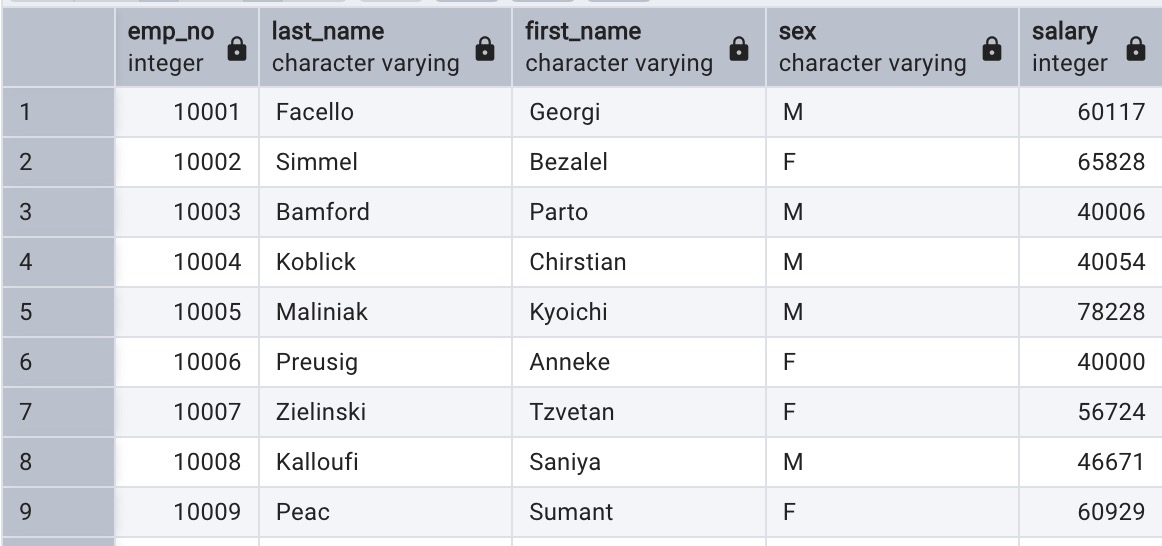 emp_no last_name first_name sex salary
integer character varying character varying character varying integer
1 10001 Facello Georgi M 60117
2 10002 Simmel Bezalel F 65828
3 10003 Bamford Parto M 40006
4 10004 Koblick Chirstian M 40054
5 10005 Maliniak Kyoichi M 78228
6 10006 Preusig Anneke F 40000
7 10007 Zielinski Tzvetan F 56724
8 10008 Kalloufi Saniya M 46671
9 10009 Peac Sumant F 60929